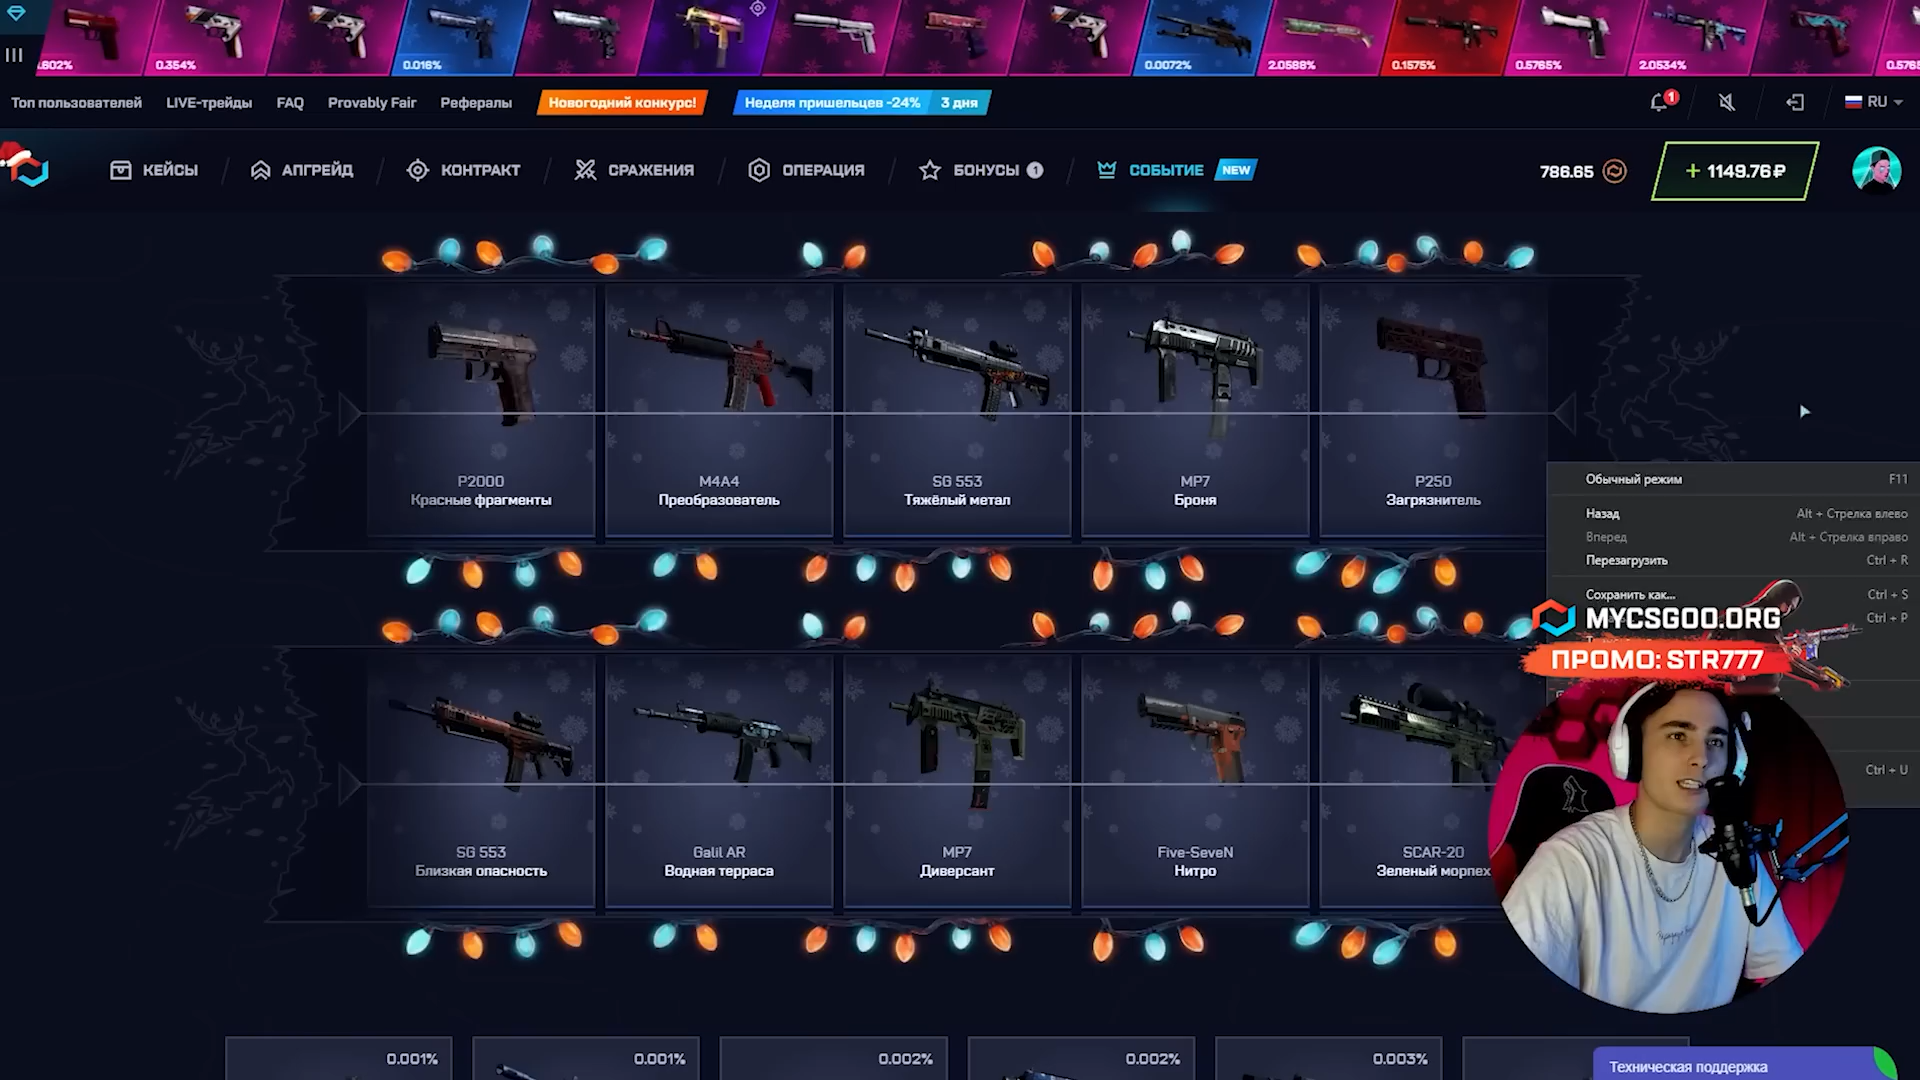 .802%
0.354%
0.016%
0.0072%
2.0588%
0.1575%
0.5765%
2.0534%
0.576
Топ пользователей
LIVE-трейды
FAQ
Provably Fair
Рефералы
Новогодний конкурс!
Неделя пришельцев -24%
3 дня
1
RU
КЕЙСЫ
АПГРЕЙД
КОНТРАКТ
СРАЖЕНИЯ
ОПЕРАЦИЯ
БОНУСЫ 1
СОБЫТИЕ
NEW
786.65
+ 1149.76₽
P2000
Красные фрагменты
M4A4
Преобразователь
SG 553
Тяжёлый метал
MP7
Броня
P250
Загрязнитель
Обычный режим F11
Назад Alt + Стрелка влево
Вперед Alt + Стрелка вправо
Перезагрузить Ctrl + R
Сохранить как... Ctrl + S
Ctrl + P
MYCSGOO.ORG
ПРОМО: STR777
Ctrl + U
SG 553
Близкая опасность
Galil AR
Водная терраса
MP7
Диверсант
Five-SeveN
Нитро
SCAR-20
Зеленый морпех
0.001%
0.001%
0.002%
0.002%
0.003%
Техническая поддержка